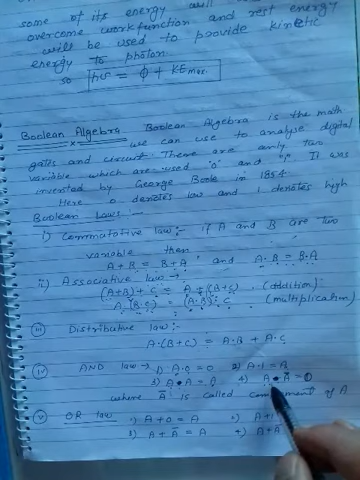 some of its energy will
overcome workfunction and rest energy
will be used to provide kinetic
energy to photon
so hυ = ϕ + KEmax.
Boolean Algebra Boolean Algebra is the math
we can use to analyse digital
gates and circuit. There are only two
variable which are used 'o' and "1". It was
invested by George Boole in 1854.
Here o denotes low and 1 denotes high
Boolean Laws:-
i) Commutative law:- if A and B are two
variable then
A+B = B+A, and A.B = B.A
ii) Associative law→
(A+B)+C = A+(B+C), (addition)
A.(B.C) = (A.B).C (multiplication)
iii) Distributive law:-
A.(B+C) = A.B + A.C
iv) AND law → 1) A.0 = 0 2) A.1 = A
3) A.A = A 4) A.Ā = 0
where Ā is called complement of A
v) OR law 1) A+0 = A 2) A+1
3) A+A = A 4) A+Ā